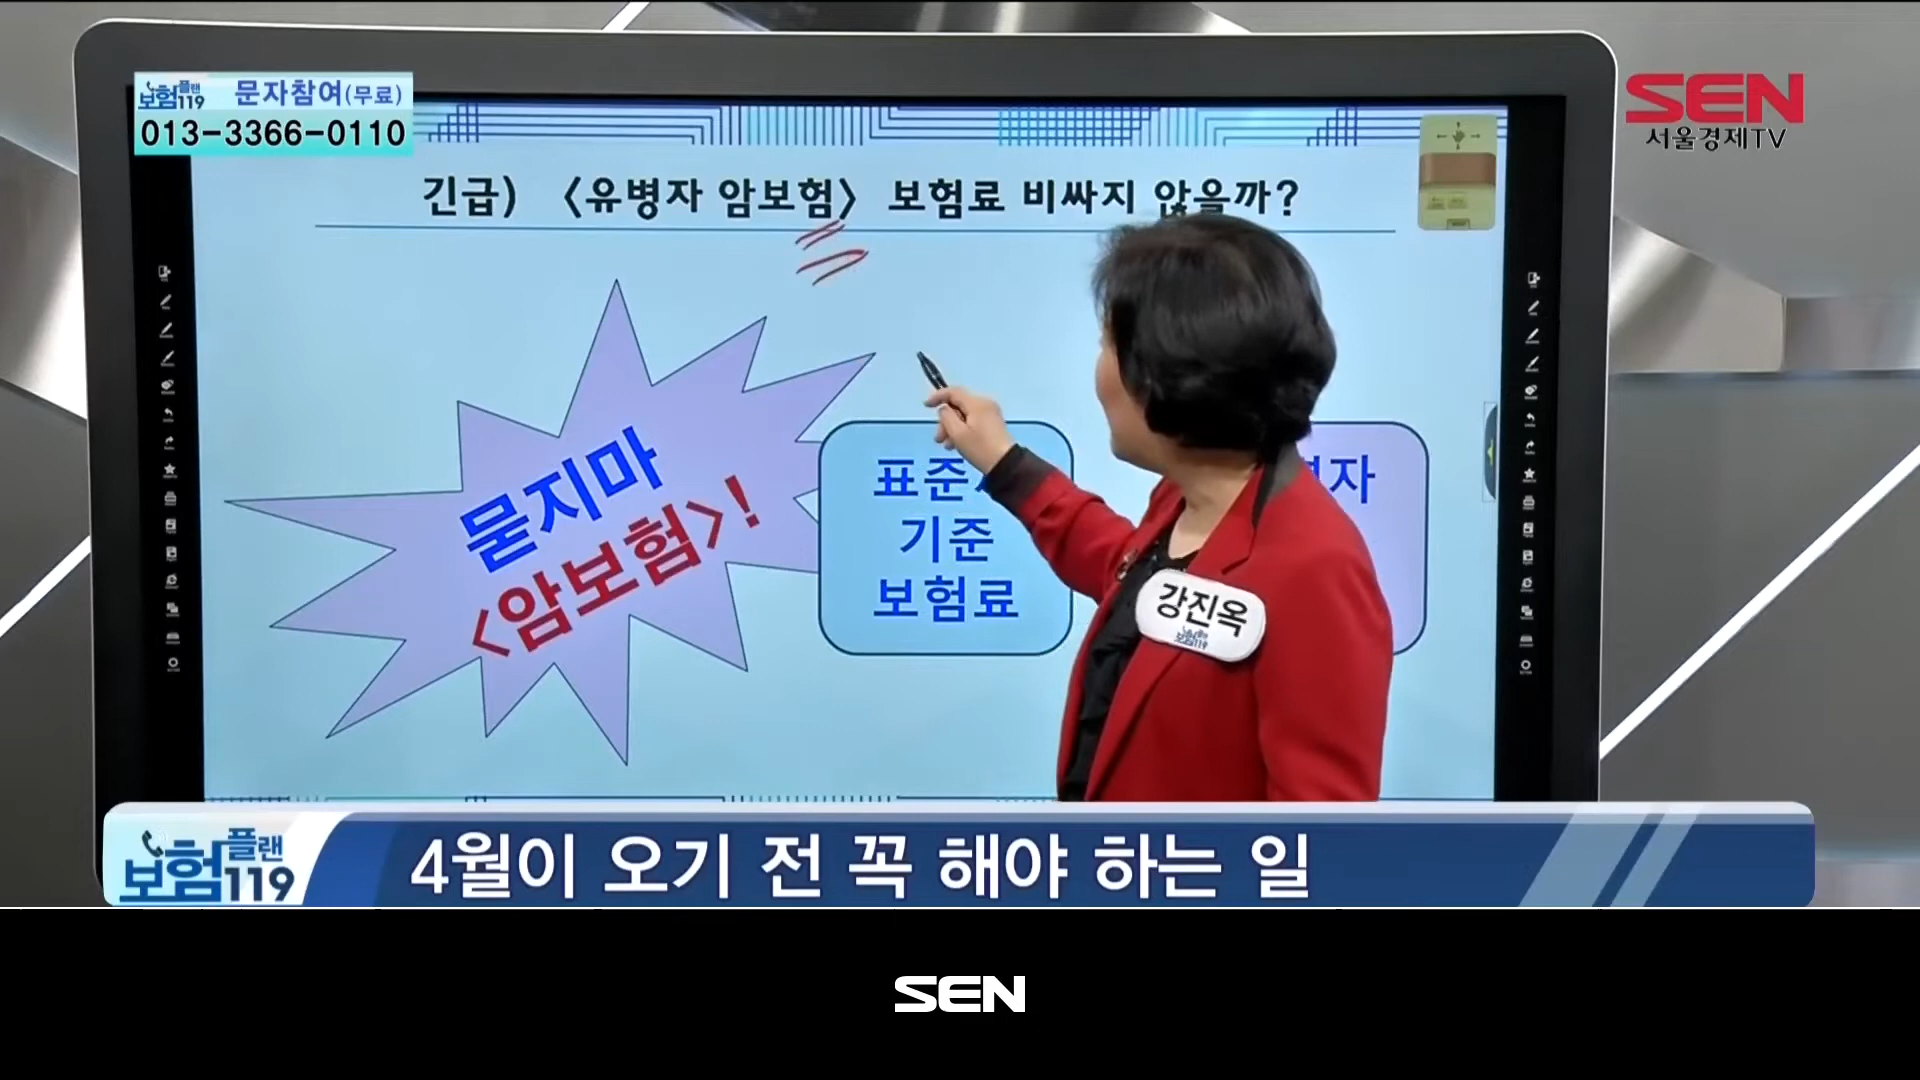 보험플랜119 문자참여(무료)
013-3366-0110
SEN
서울경제TV
긴급) 〈유병자 암보험〉 보험료 비싸지 않을까?
묻지마
<암보험>!
표준
기준
보험료
자
강진옥
보험플랜119
보험플랜119
4월이 오기 전 꼭 해야 하는 일
SEN